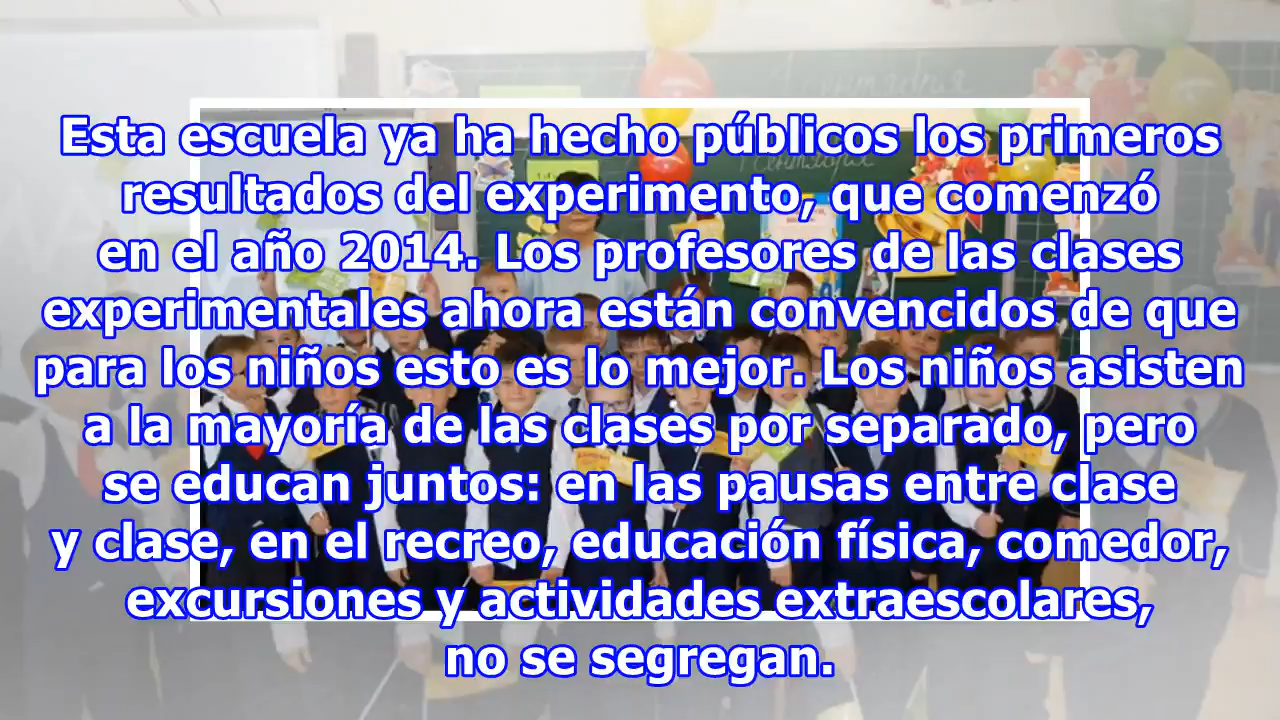 Esta escuela ya ha hecho públicos los primeros
resultados del experimento, que comenzó
en el año 2014. Los profesores de las clases
experimentales ahora están convencidos de que
para los niños esto es lo mejor. Los niños asisten
a la mayoría de las clases por separado, pero
se educan juntos: en las pausas entre clase
y clase, en el recreo, educación física, comedor,
excursiones y actividades extraescolares,
no se segregan.